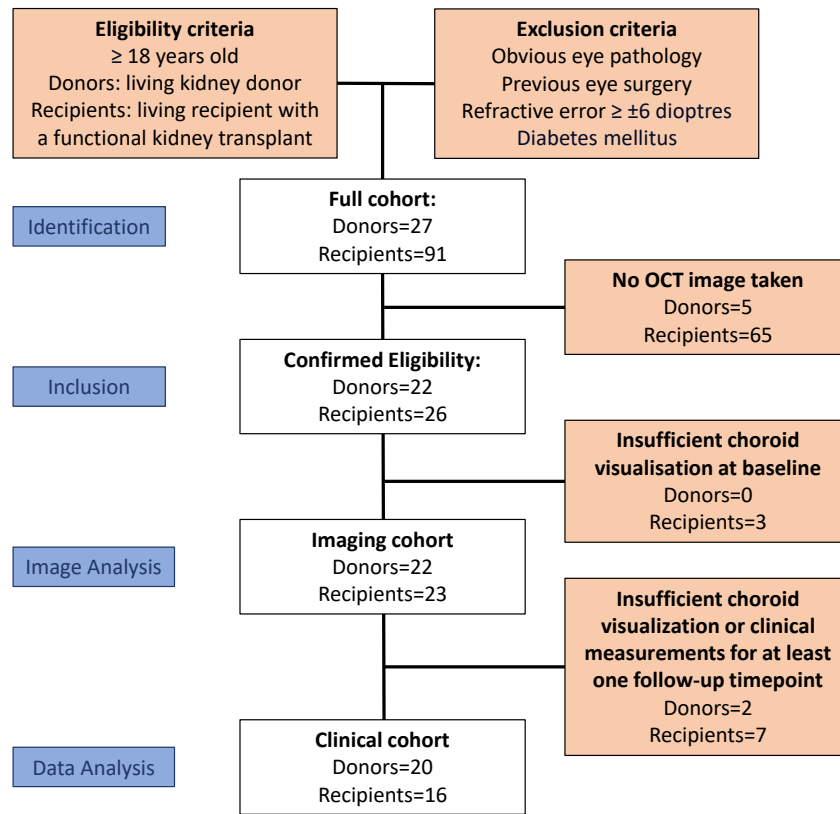 Eligibility criteria
≥ 18 years old
Donors: living kidney donor
Recipients: living recipient with
a functional kidney transplant
Exclusion criteria
Obvious eye pathology
Previous eye surgery
Refractive error ≥ ±6 dioptres
Diabetes mellitus
Identification
Full cohort:
Donors=27
Recipients=91
No OCT image taken
Donors=5
Recipients=65
Inclusion
Confirmed Eligibility:
Donors=22
Recipients=26
Insufficient choroid
visualisation at baseline
Donors=0
Recipients=3
Image Analysis
Imaging cohort
Donors=22
Recipients=23
Insufficient choroid
visualization or clinical
measurements for at least
one follow-up timepoint
Donors=2
Recipients=7
Data Analysis
Clinical cohort
Donors=20
Recipients=16